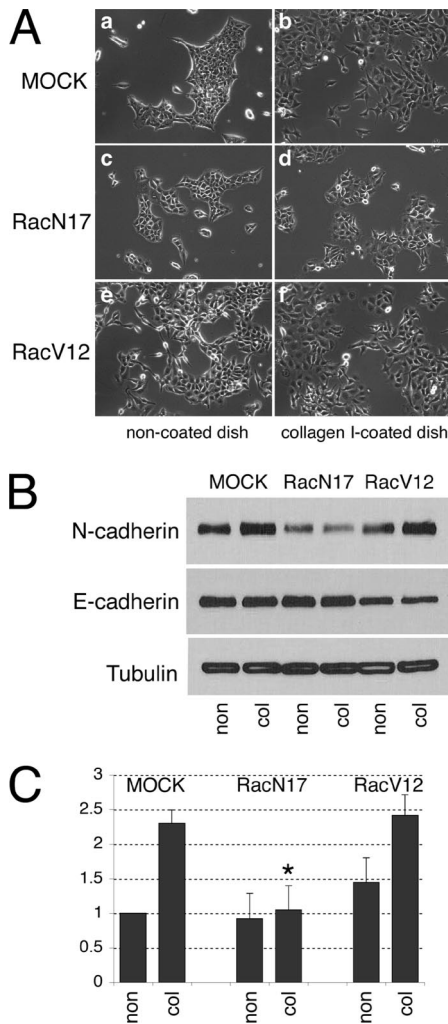 A
a
b
MOCK
c
d
RacN17
e
f
RacV12
non-coated dish
collagen I-coated dish
B
MOCK RacN17 RacV12
N-cadherin
E-cadherin
Tubulin
non col non col non col
C
3
MOCK RacN17 RacV12
2.5
2
1.5
*
1
0.5
0
non col non col non col